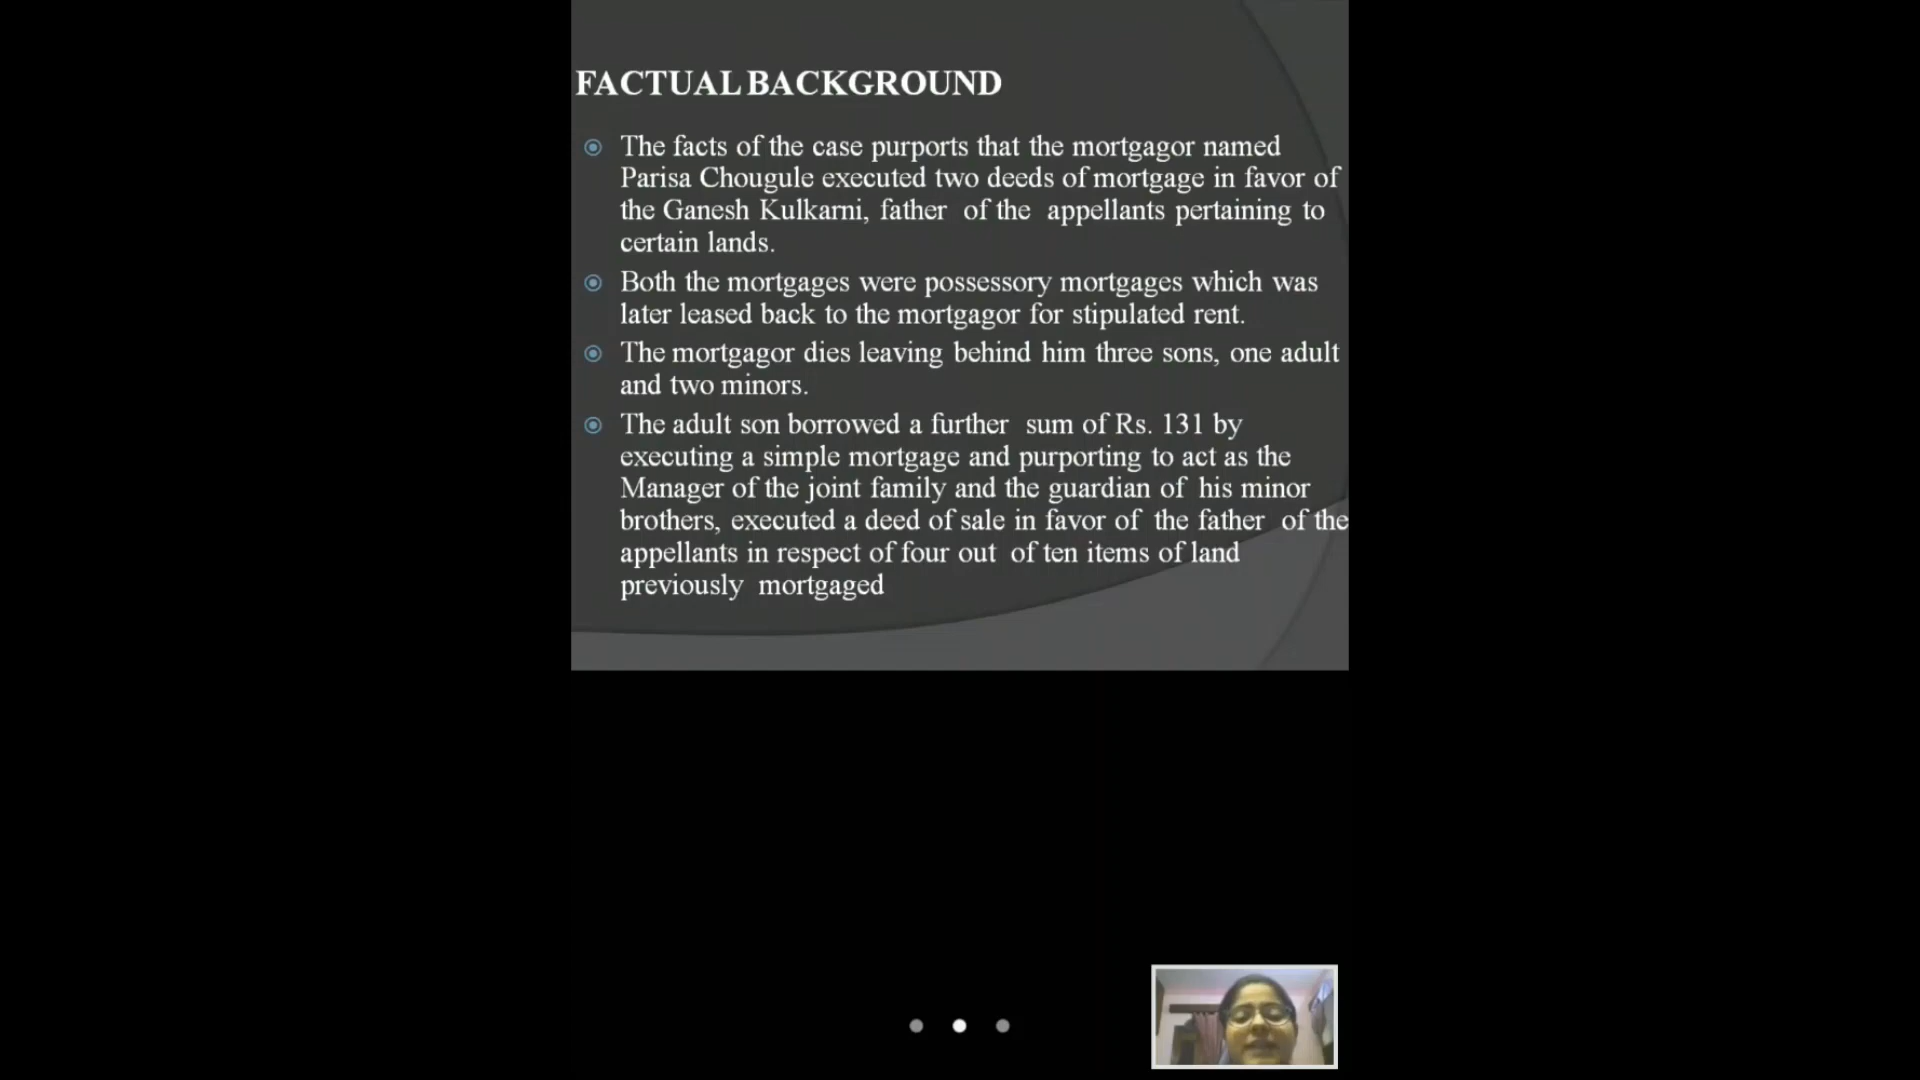 FACTUAL BACKGROUND
The facts of the case purports that the mortgagor named
Parisa Chougule executed two deeds of mortgage in favor of
the Ganesh Kulkarni, father of the appellants pertaining to
certain lands.
Both the mortgages were possessory mortgages which was
later leased back to the mortgagor for stipulated rent.
The mortgagor dies leaving behind him three sons, one adult
and two minors.
The adult son borrowed a further sum of Rs. 131 by
executing a simple mortgage and purporting to act as the
Manager of the joint family and the guardian of his minor
brothers, executed a deed of sale in favor of the father of the
appellants in respect of four out of ten items of land
previously mortgaged